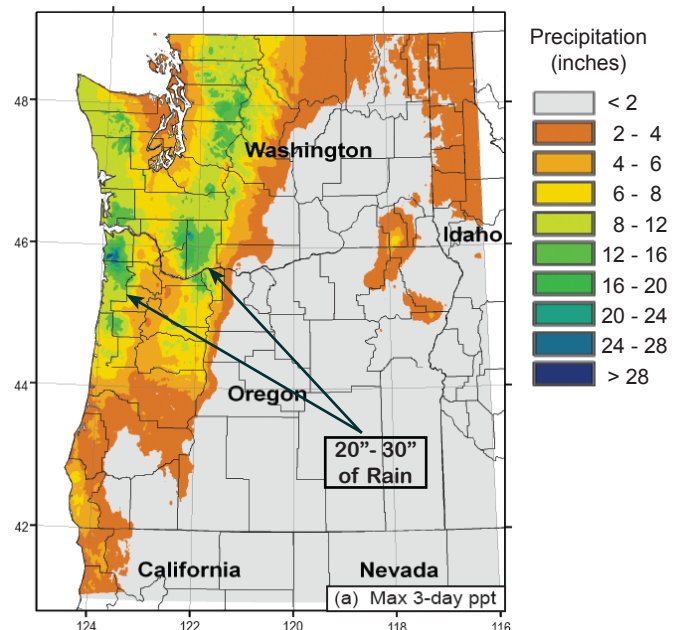 Precipitation
(inches)
< 2
2 - 4
4 - 6
6 - 8
8 - 12
12 - 16
16 - 20
20 - 24
24 - 28
> 28
48
46
44
42
Washington
Idaho
Oregon
20”- 30”
of Rain
California
Nevada
(a) Max 3-day ppt
124
122
120
118
116